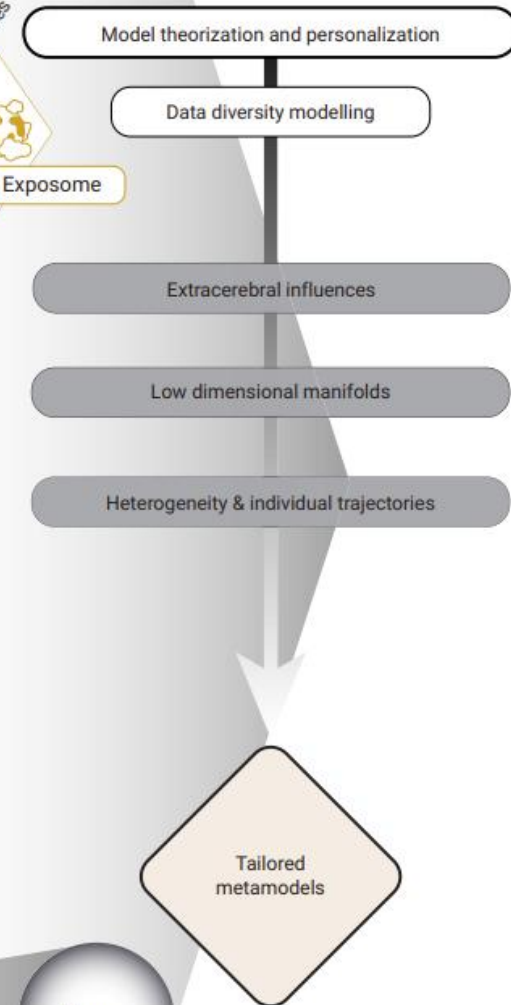 Model theorization and personalization
Data diversity modelling
Exposome
Extracerebral influences
Low dimensional manifolds
Heterogeneity & individual trajectories
Tailored
metamodels